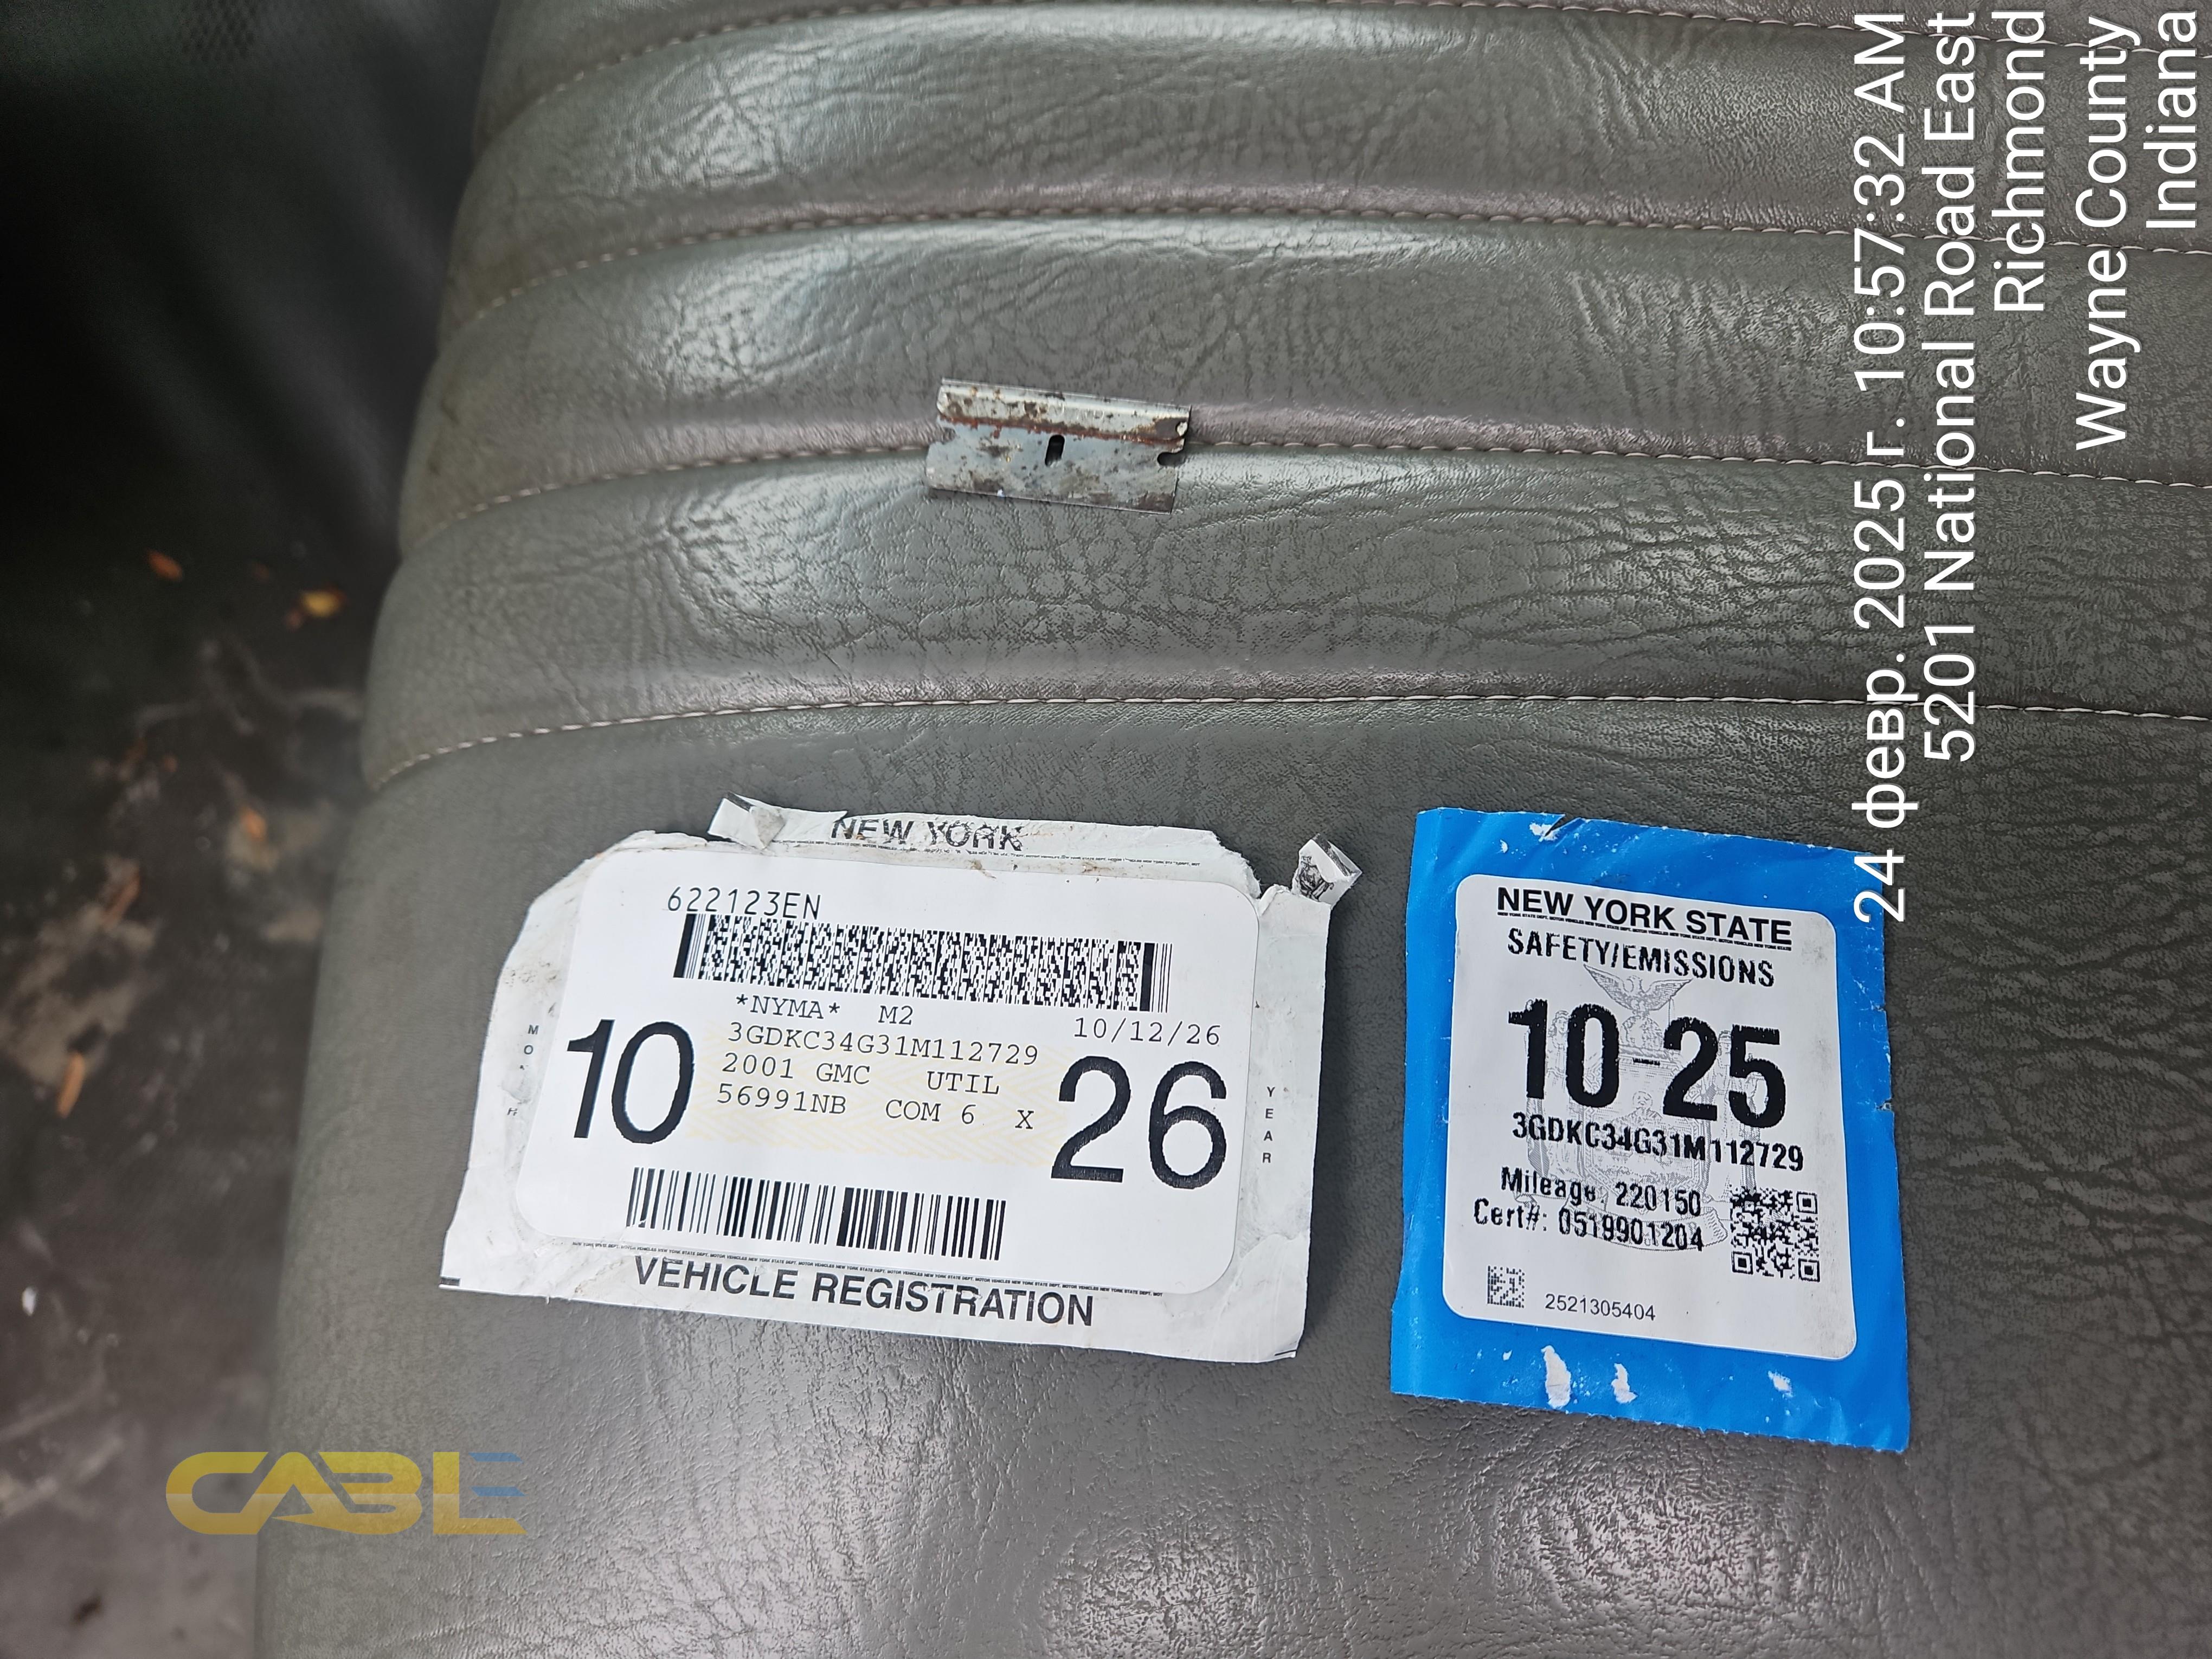 24 февр. 2025 г. 10:57:32 AM
5201 National Road East
Richmond
Wayne County
Indiana
NEW YORK
622123EN
*NYMA* M2
10/12/26
3GDKC34G31M112729
2001 GMC UTIL
56991NB COM 6 X
10
26
YEAR
VEHICLE REGISTRATION
NEW YORK STATE
SAFETY/EMISSIONS
10-25
3GDKC34G31M112729
Mileage 220150
Cert#: 0519901204
2521305404
CABLE